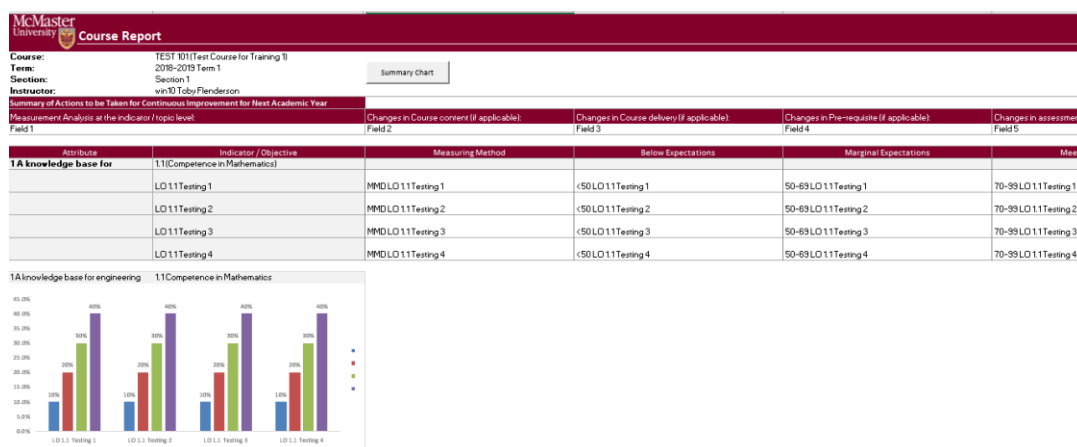 McMaster
University
Course Report
Course: TEST 101(Test Course for Training 1)
Term: 2018-2019 Term 1
Section: Section 1
Instructor: win10 Toby Flenderson
Summary Chart
Summary of Actions to be Taken for Continuous Improvement for Next Academic Year
Measurement Analysis at the indicator / topic level: Changes in Course content (if applicable): Changes in Course delivery (if applicable): Changes in Pre-requisite (if applicable): Changes in assessmen
Field 1 Field 2 Field 3 Field 4 Field 5
Attribute Indicator / Objective Measuring Method Below Expectations Marginal Expectations Mee
1 A knowledge base for 1.1(Competence in Mathematics)
LO 1.1 Testing 1 MMD LO 1.1 Testing 1 <50 LO 1.1 Testing 1 50-69 LO 1.1 Testing 1 70-99 LO 1.1 Testing 1
LO 1.1 Testing 2 MMD LO 1.1 Testing 2 <50 LO 1.1 Testing 2 50-69 LO 1.1 Testing 2 70-99 LO 1.1 Testing 2
LO 1.1 Testing 3 MMD LO 1.1 Testing 3 <50 LO 1.1 Testing 3 50-69 LO 1.1 Testing 3 70-99 LO 1.1 Testing 3
LO 1.1 Testing 4 MMD LO 1.1 Testing 4 <50 LO 1.1 Testing 4 50-69 LO 1.1 Testing 4 70-99 LO 1.1 Testing 4
1 A knowledge base for engineering 1.1 Competence in Mathematics
45.0%
40.0% 40% 40% 40% 40%
35.0%
30.0% 30% 30% 30% 30%
25.0%
20.0% 20% 20% 20% 20%
15.0%
10.0% 10% 10% 10% 10%
5.0%
0.0%
LO 1.1 Testing 1 LO 1.1 Testing 2 LO 1.1 Testing 3 LO 1.1 Testing 4